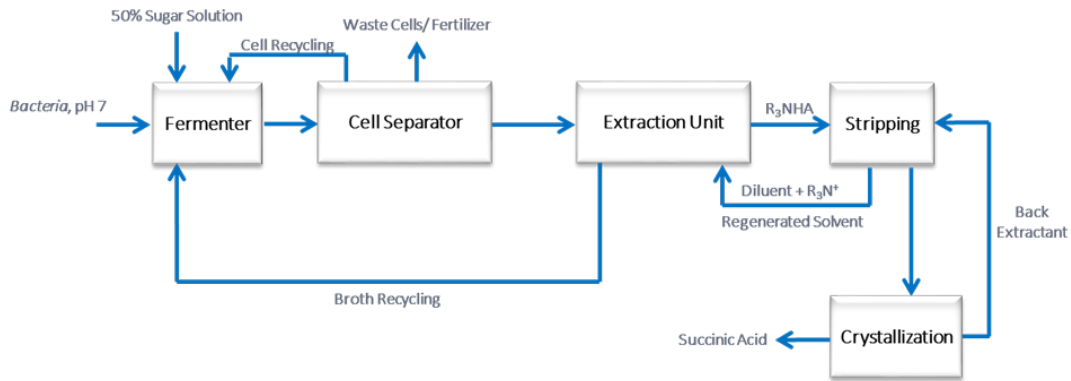 50% Sugar Solution
Waste Cells/ Fertilizer
Cell Recycling
Bacteria, pH 7
Fermenter
Cell Separator
Extraction Unit
R₃NHA
Stripping
Diluent + R₃N⁺
Regenerated Solvent
Back
Extractant
Broth Recycling
Succinic Acid
Crystallization